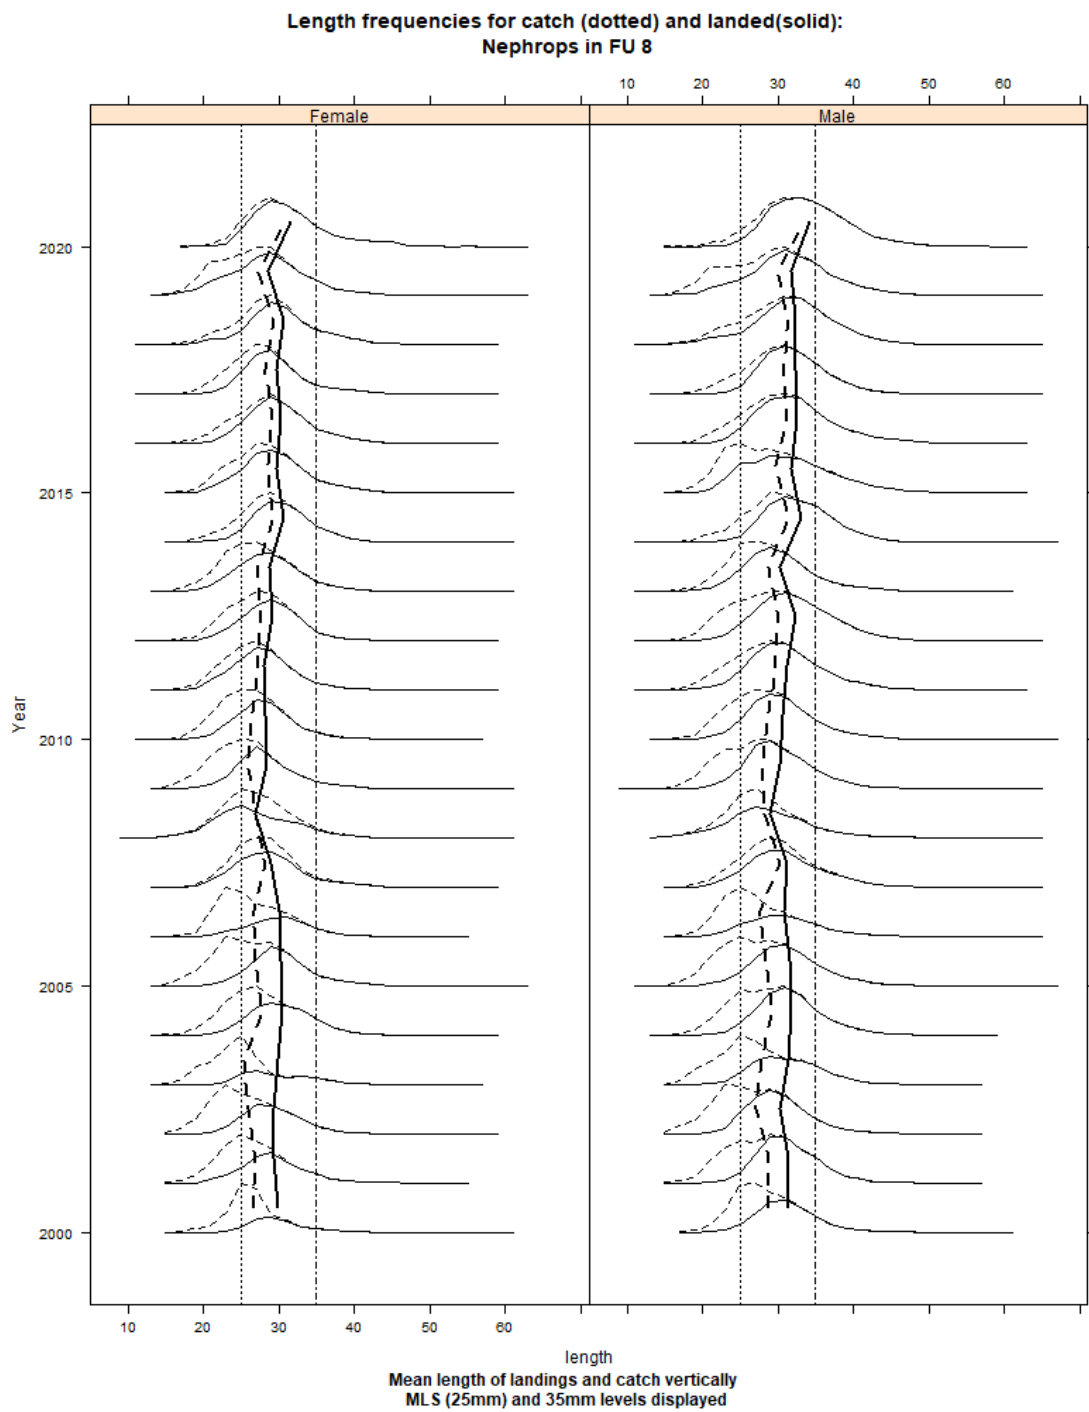 Length frequencies for catch (dotted) and landed(solid):
Nephrops in FU 8
10 20 30 40 50 60
Female Male
2020
2015
2010
2005
2000
Year
10 20 30 40 50 60
length
Mean length of landings and catch vertically
MLS (25mm) and 35mm levels displayed